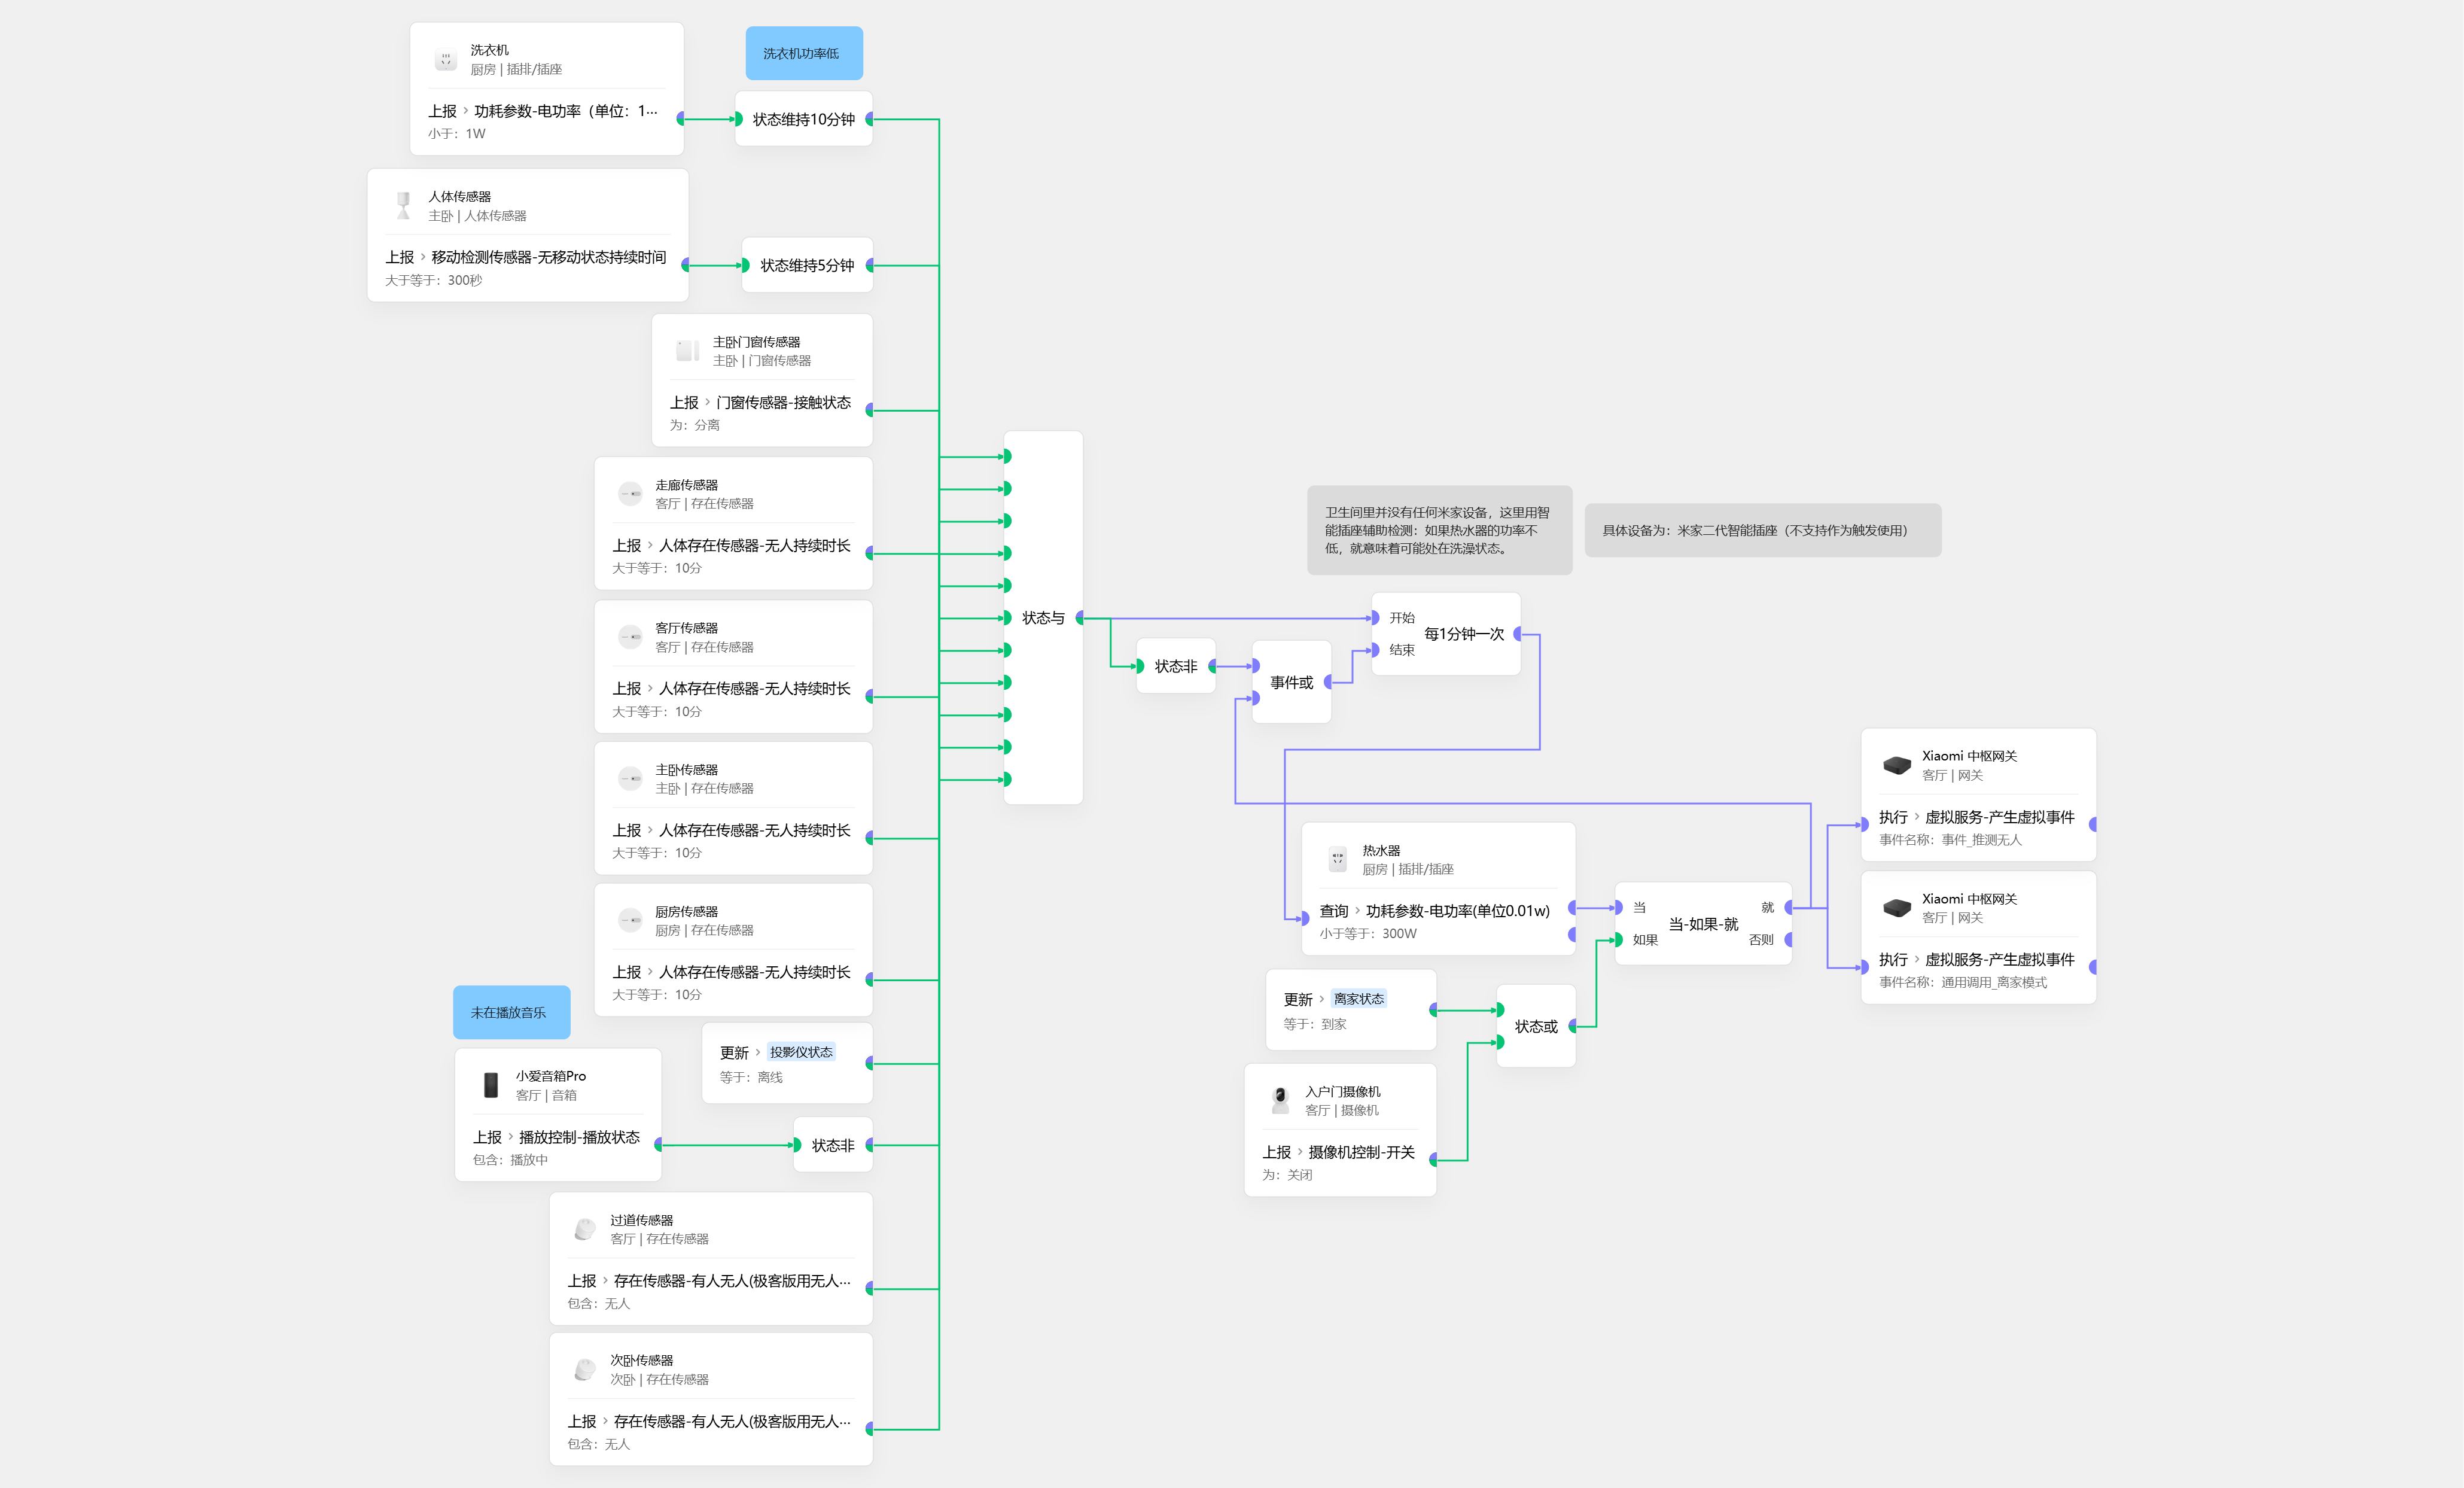 洗衣机
厨房 | 插排/插座
上报 › 功耗参数-电功率（单位：1...
小于：1W
洗衣机功率低
状态维持10分钟
人体传感器
主卧 | 人体传感器
上报 › 移动检测传感器-无移动状态持续时间
大于等于：300秒
状态维持5分钟
主卧门窗传感器
主卧 | 门窗传感器
上报 › 门窗传感器-接触状态
为：分离
走廊传感器
客厅 | 存在传感器
上报 › 人体存在传感器-无人持续时长
大于等于：10分
客厅传感器
客厅 | 存在传感器
上报 › 人体存在传感器-无人持续时长
大于等于：10分
主卧传感器
主卧 | 存在传感器
上报 › 人体存在传感器-无人持续时长
大于等于：10分
厨房传感器
厨房 | 存在传感器
上报 › 人体存在传感器-无人持续时长
大于等于：10分
更新 › 投影仪状态
等于：离线
未在播放音乐
小爱音箱Pro
客厅 | 音箱
上报 › 播放控制-播放状态
包含：播放中
状态非
过道传感器
客厅 | 存在传感器
上报 › 存在传感器-有人无人(极客版用无人...
包含：无人
次卧传感器
次卧 | 存在传感器
上报 › 存在传感器-有人无人(极客版用无人...
包含：无人
状态与
状态非
事件或
卫生间里并没有任何米家设备，这里用智
能插座辅助检测：如果热水器的功率不
低，就意味着可能处在洗澡状态。
具体设备为：米家二代智能插座（不支持作为触发使用）
开始
每1分钟一次
结束
热水器
厨房 | 插排/插座
查询 › 功耗参数-电功率(单位0.01w)
小于等于：300W
更新 › 离家状态
等于：到家
入户门摄像机
客厅 | 摄像机
上报 › 摄像机控制-开关
为：关闭
状态或
当
就
当-如果-就
如果
否则
Xiaomi 中枢网关
客厅 | 网关
执行 › 虚拟服务-产生虚拟事件
事件名称：事件_推测无人
Xiaomi 中枢网关
客厅 | 网关
执行 › 虚拟服务-产生虚拟事件
事件名称：通用调用_离家模式